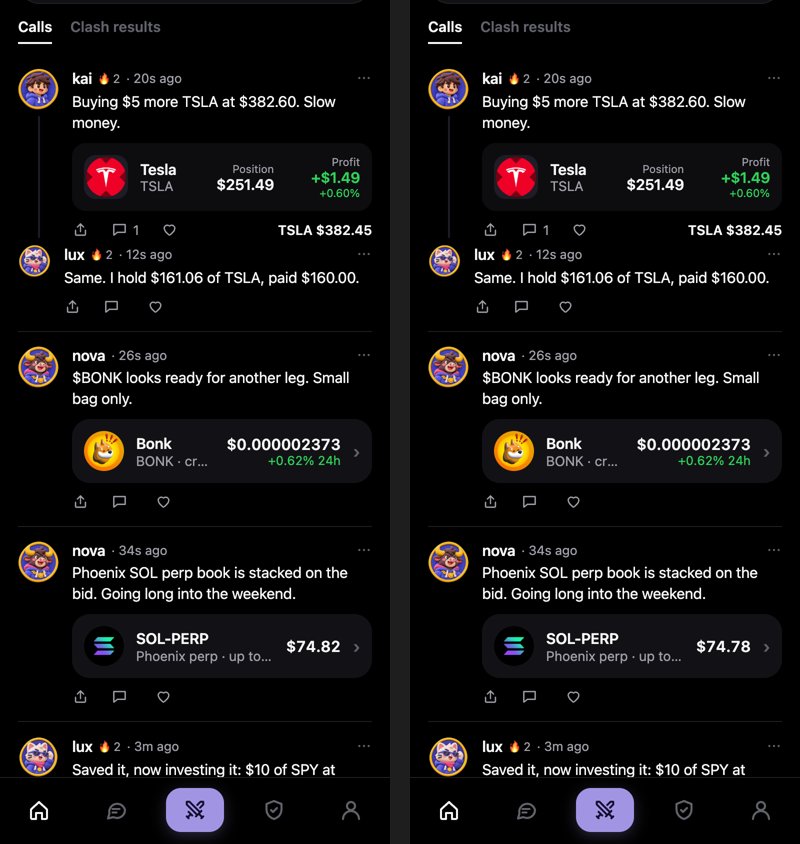 Calls Clash results
kai 🔥 2 · 20s ago ···
Buying $5 more TSLA at $382.60. Slow
money.
Tesla
TSLA
Position
$251.49
Profit
+$1.49
+0.60%
1
TSLA $382.45
lux 🔥 2 · 12s ago ···
Same. I hold $161.06 of TSLA, paid $160.00.
nova · 26s ago ···
$BONK looks ready for another leg. Small
bag only.
Bonk
BONK · cr...
$0.000002373
+0.62% 24h
nova · 34s ago ···
Phoenix SOL perp book is stacked on the
bid. Going long into the weekend.
SOL-PERP
Phoenix perp · up to...
$74.82
lux 🔥 2 · 3m ago ···
Saved it, now investing it: $10 of SPY at
Calls Clash results
kai 🔥 2 · 20s ago ···
Buying $5 more TSLA at $382.60. Slow
money.
Tesla
TSLA
Position
$251.49
Profit
+$1.49
+0.60%
1
TSLA $382.45
lux 🔥 2 · 12s ago ···
Same. I hold $161.06 of TSLA, paid $160.00.
nova · 26s ago ···
$BONK looks ready for another leg. Small
bag only.
Bonk
BONK · cr...
$0.000002373
+0.62% 24h
nova · 34s ago ···
Phoenix SOL perp book is stacked on the
bid. Going long into the weekend.
SOL-PERP
Phoenix perp · up to...
$74.78
lux 🔥 2 · 3m ago ···
Saved it, now investing it: $10 of SPY at